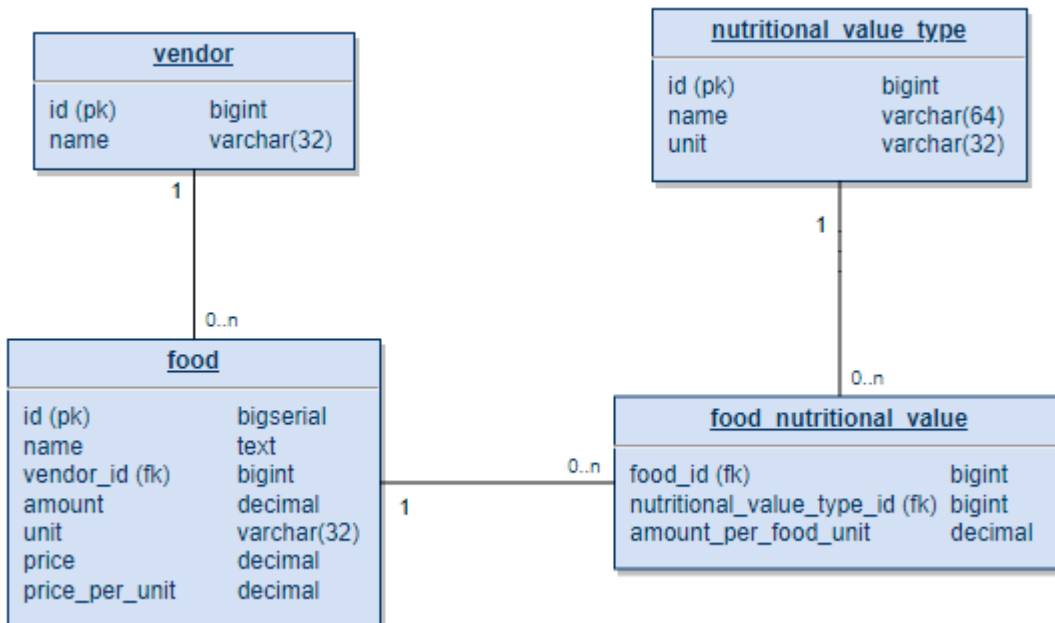 vendor
id (pk) bigint
name varchar(32)
1
0..n
nutritional_value_type
id (pk) bigint
name varchar(64)
unit varchar(32)
1
0..n
food
id (pk) bigserial
name text
vendor_id (fk) bigint
amount decimal
unit varchar(32)
price decimal
price_per_unit decimal
1
0..n
food_nutritional_value
food_id (fk) bigint
nutritional_value_type_id (fk) bigint
amount_per_food_unit decimal